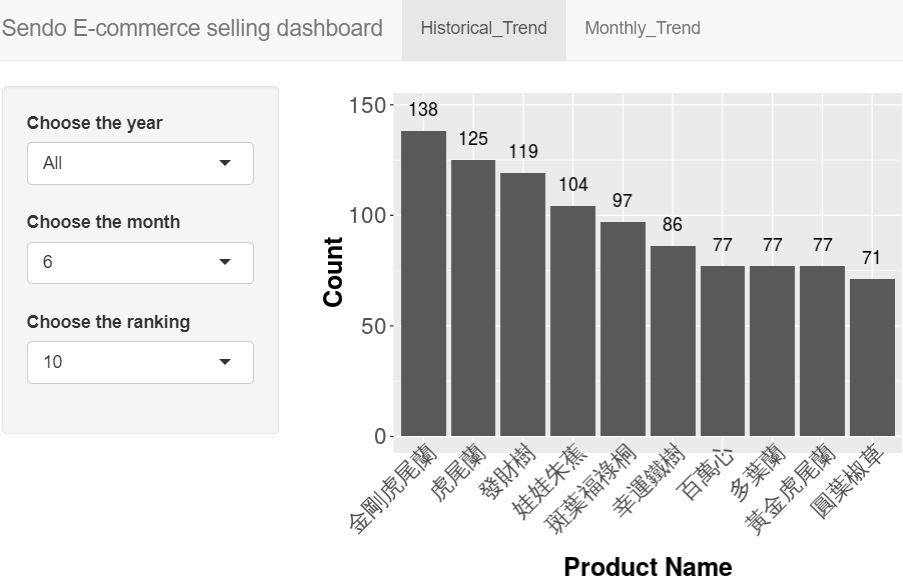 Sendo E-commerce selling dashboard
Historical_Trend
Monthly_Trend
Choose the year
All
Choose the month
6
Choose the ranking
10
Count
150
100
50
0
138
125
119
104
97
86
77
77
77
71
金剛虎尾蘭
虎尾蘭
發財樹
娃娃朱蕉
斑葉福祿桐
幸運鐵樹
百萬心
多葉蘭
黃金虎尾蘭
圓葉椒草
Product Name